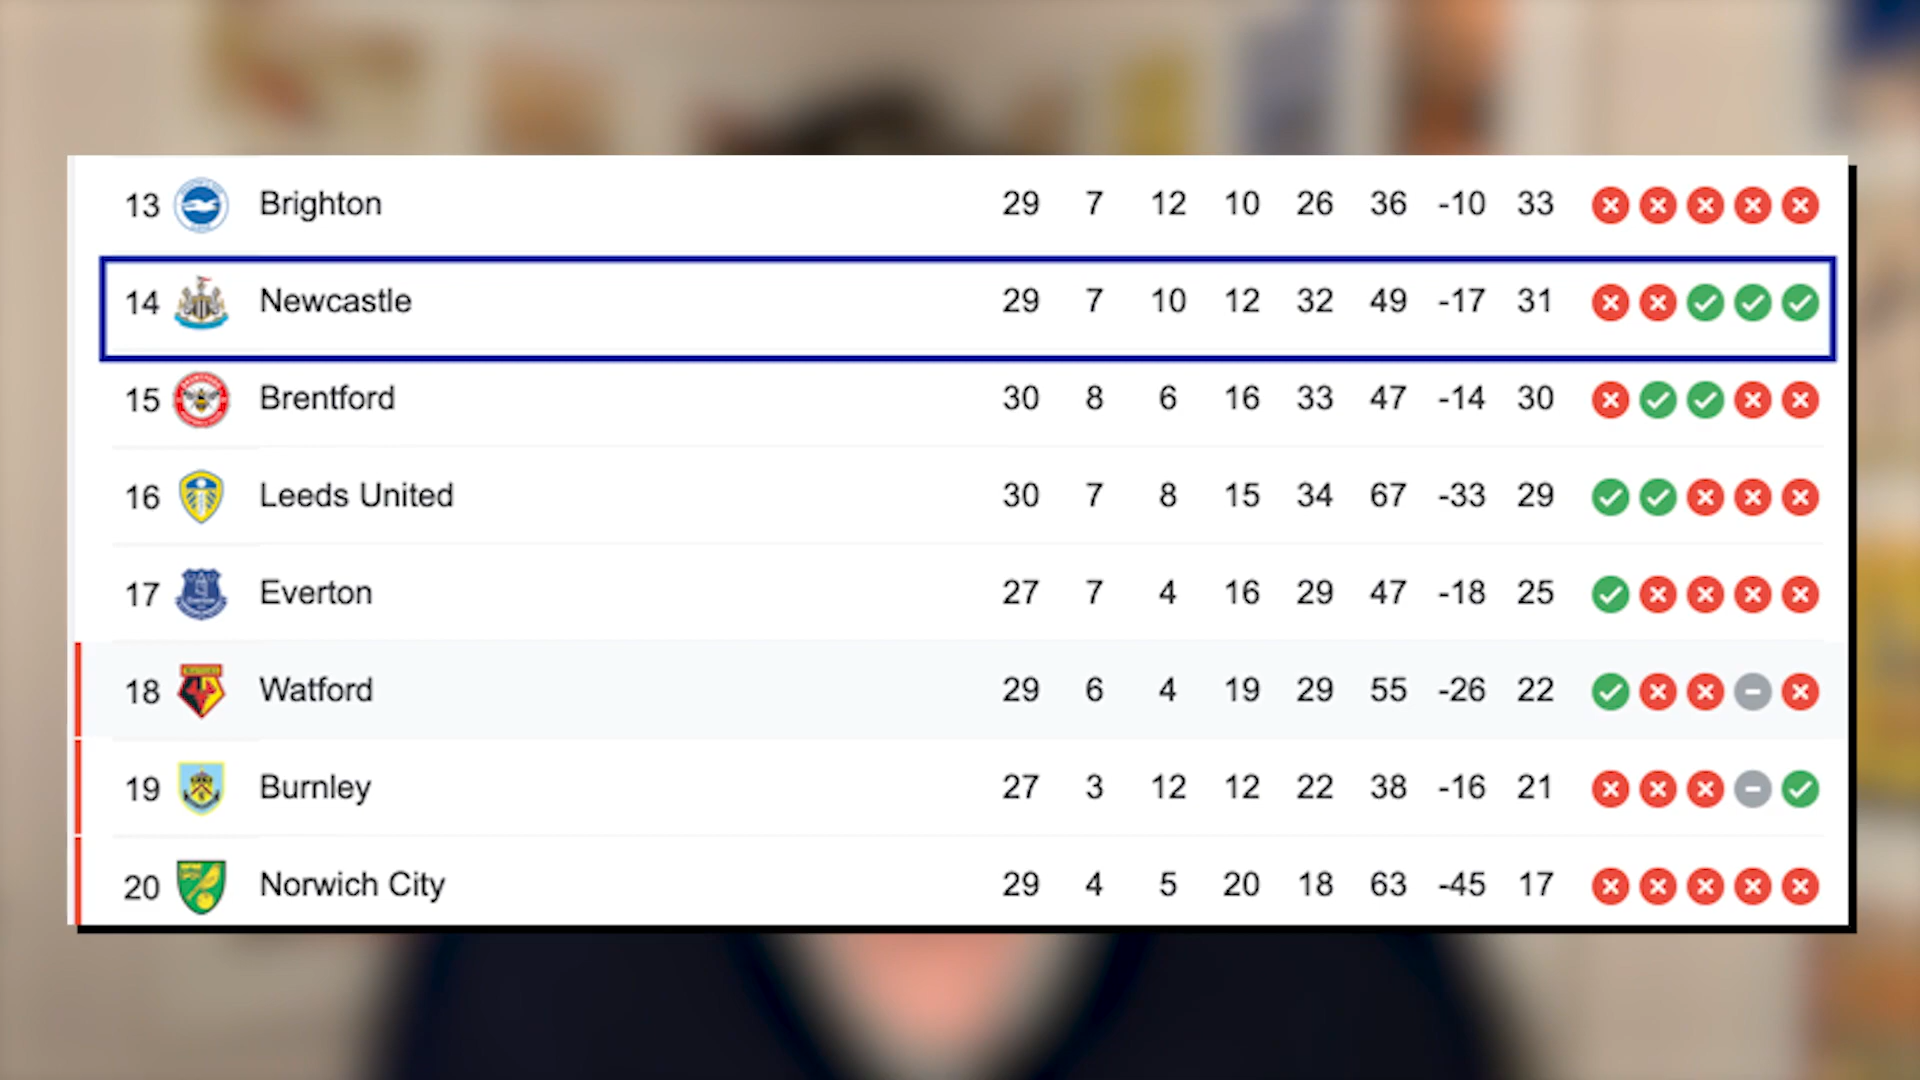 13 Brighton 29 7 12 10 26 36 -10 33
14 Newcastle 29 7 10 12 32 49 -17 31
15 Brentford 30 8 6 16 33 47 -14 30
16 Leeds United 30 7 8 15 34 67 -33 29
17 Everton 27 7 4 16 29 47 -18 25
18 Watford 29 6 4 19 29 55 -26 22
19 Burnley 27 3 12 12 22 38 -16 21
20 Norwich City 29 4 5 20 18 63 -45 17